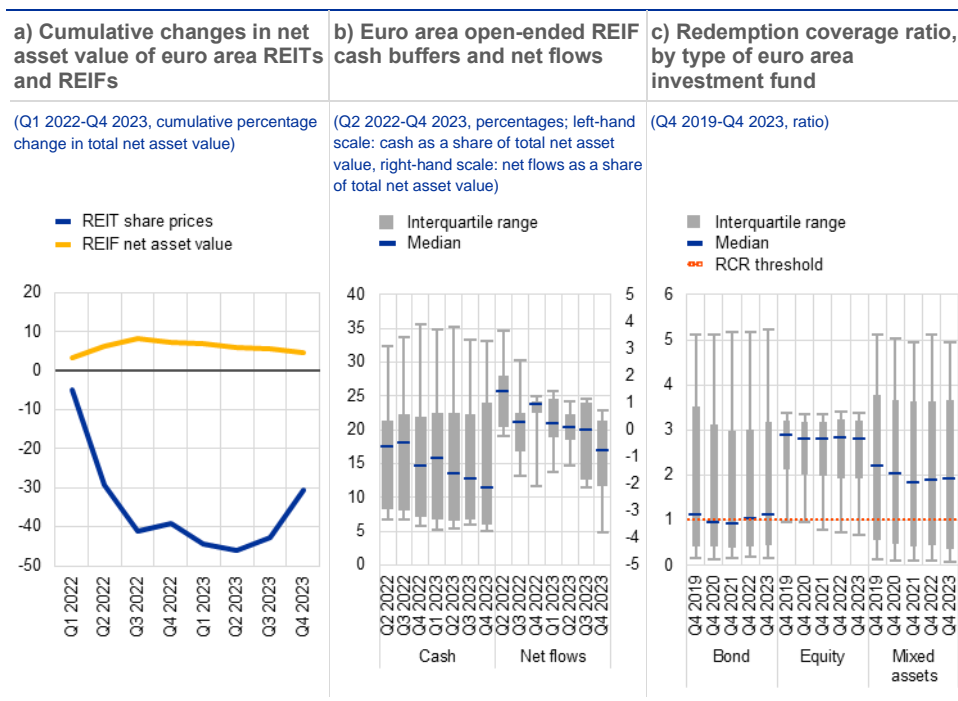 a) Cumulative changes in net
asset value of euro area REITs
and REIFs
b) Euro area open-ended REIF
cash buffers and net flows
c) Redemption coverage ratio,
by type of euro area
investment fund
(Q1 2022-Q4 2023, cumulative percentage
change in total net asset value)
(Q2 2022-Q4 2023, percentages; left-hand
scale: cash as a share of total net asset
value, right-hand scale: net flows as a share
of total net asset value)
(Q4 2019-Q4 2023, ratio)
REIT share prices
REIF net asset value
20
10
0
-10
-20
-30
-40
-50
Q1 2022
Q2 2022
Q3 2022
Q4 2022
Q1 2023
Q2 2023
Q3 2023
Q4 2023
Interquartile range
Median
40
35
30
25
20
15
10
5
0
5
4
3
2
1
0
-1
-2
-3
-4
-5
Q2 2022
Q3 2022
Q4 2022
Q1 2023
Q2 2023
Q3 2023
Q4 2023
Q2 2022
Q3 2022
Q4 2022
Q1 2023
Q2 2023
Q3 2023
Q4 2023
Cash
Net flows
Interquartile range
Median
RCR threshold
6
5
4
3
2
1
0
Q4 2019
Q4 2020
Q4 2021
Q4 2022
Q4 2023
Q4 2019
Q4 2020
Q4 2021
Q4 2022
Q4 2023
Q4 2019
Q4 2020
Q4 2021
Q4 2022
Q4 2023
Bond
Equity
Mixed
assets